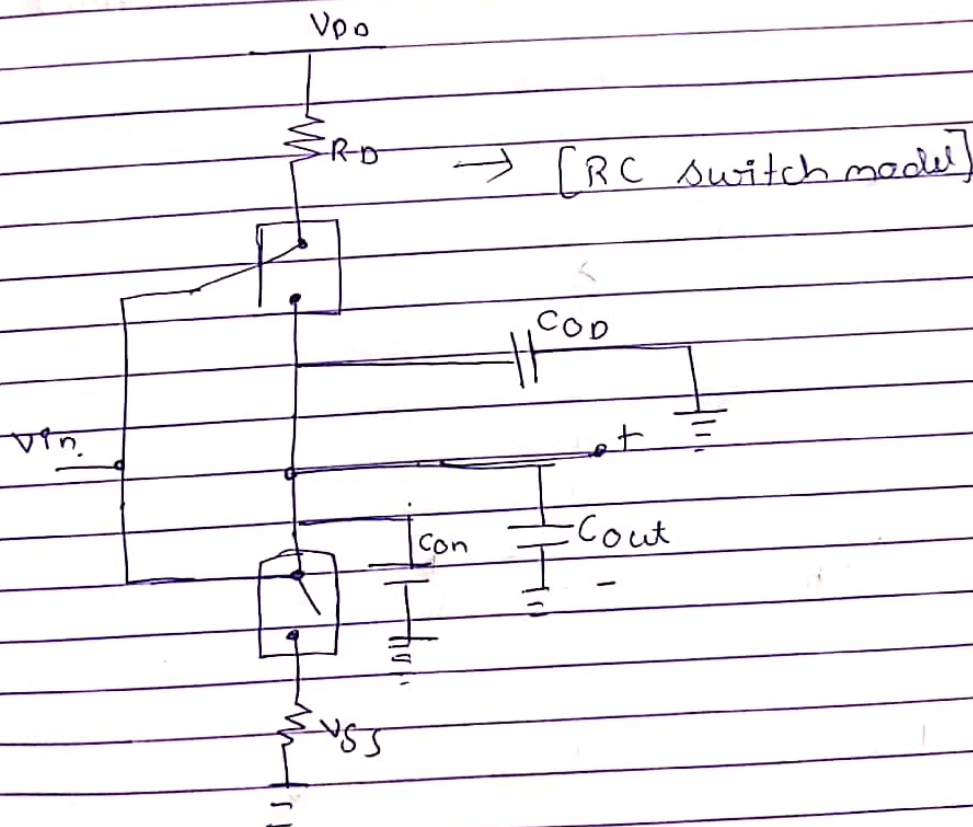 VDD
RD → [RC switch model]
COD
Vin.
+
Con
Cout
-
VSS